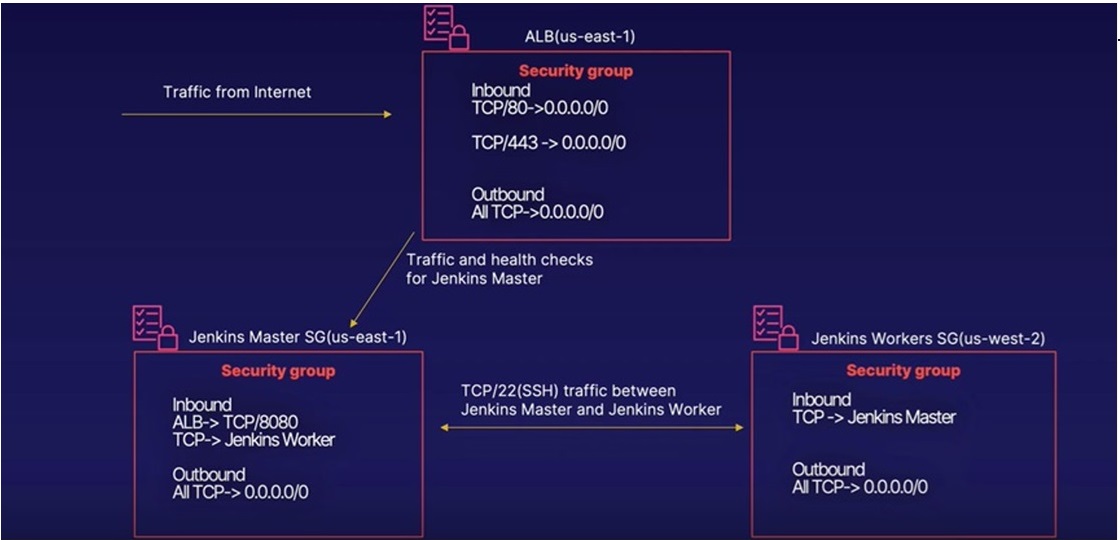 ALB(us-east-1)
Security group
Inbound
TCP/80->0.0.0.0/0
TCP/443 -> 0.0.0.0/0
Outbound
All TCP->0.0.0.0/0
Traffic from Internet
Traffic and health checks
for Jenkins Master
Jenkins Master SG(us-east-1)
Security group
Inbound
ALB-> TCP/8080
TCP-> Jenkins Worker
Outbound
All TCP-> 0.0.0.0/0
TCP/22(SSH) traffic between
Jenkins Master and Jenkins Worker
Jenkins Workers SG(us-west-2)
Security group
Inbound
TCP -> Jenkins Master
Outbound
All TCP-> 0.0.0.0/0